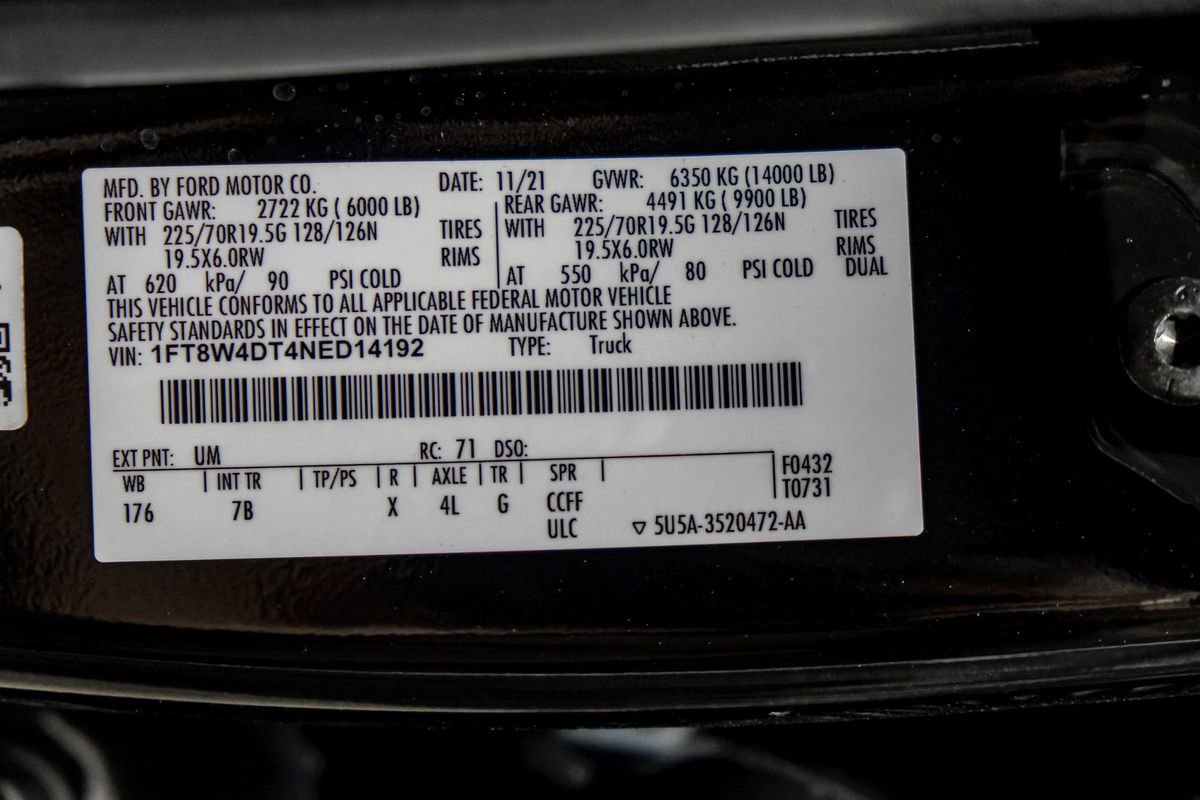 MFD. BY FORD MOTOR CO. DATE: 11/21 GVWR: 6350 KG (14000 LB)
FRONT GAWR: 2722 KG ( 6000 LB) REAR GAWR: 4491 KG ( 9900 LB)
WITH 225/70R19.5G 128/126N TIRES WITH 225/70R19.5G 128/126N TIRES
19.5X6.0RW RIMS 19.5X6.0RW RIMS
AT 620 kPa/ 90 PSI COLD AT 550 kPa/ 80 PSI COLD DUAL
THIS VEHICLE CONFORMS TO ALL APPLICABLE FEDERAL MOTOR VEHICLE
SAFETY STANDARDS IN EFFECT ON THE DATE OF MANUFACTURE SHOWN ABOVE.
VIN: 1FT8W4DT4NED14192 TYPE: Truck
EXT PNT: UM RC: 71 DSO:
WB | INT TR | TP/PS | R | AXLE | TR | SPR | F0432
176 7B X 4L G CCFF T0731
ULC ▽ 5U5A-3520472-AA